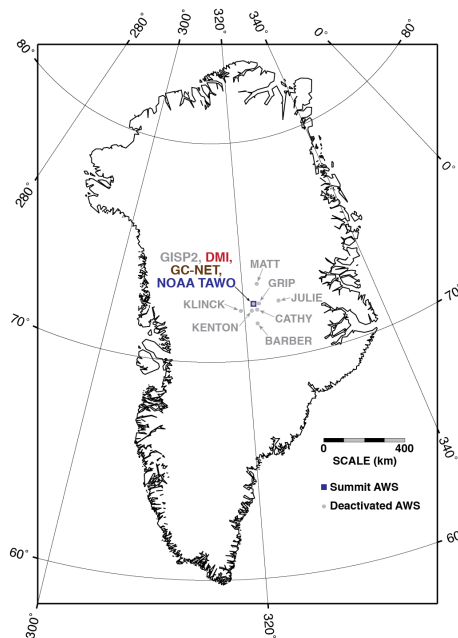 280°
300°
320°
340°
0°
80°
80°
0°
280°
GISP2, DMI,
GC-NET,
NOAA TAWO
MATT
GRIP
JULIE
KLINCK
CATHY
KENTON
BARBER
70°
70°
340°
0 400
SCALE (km)
Summit AWS
Deactivated AWS
60°
60°
300°
320°